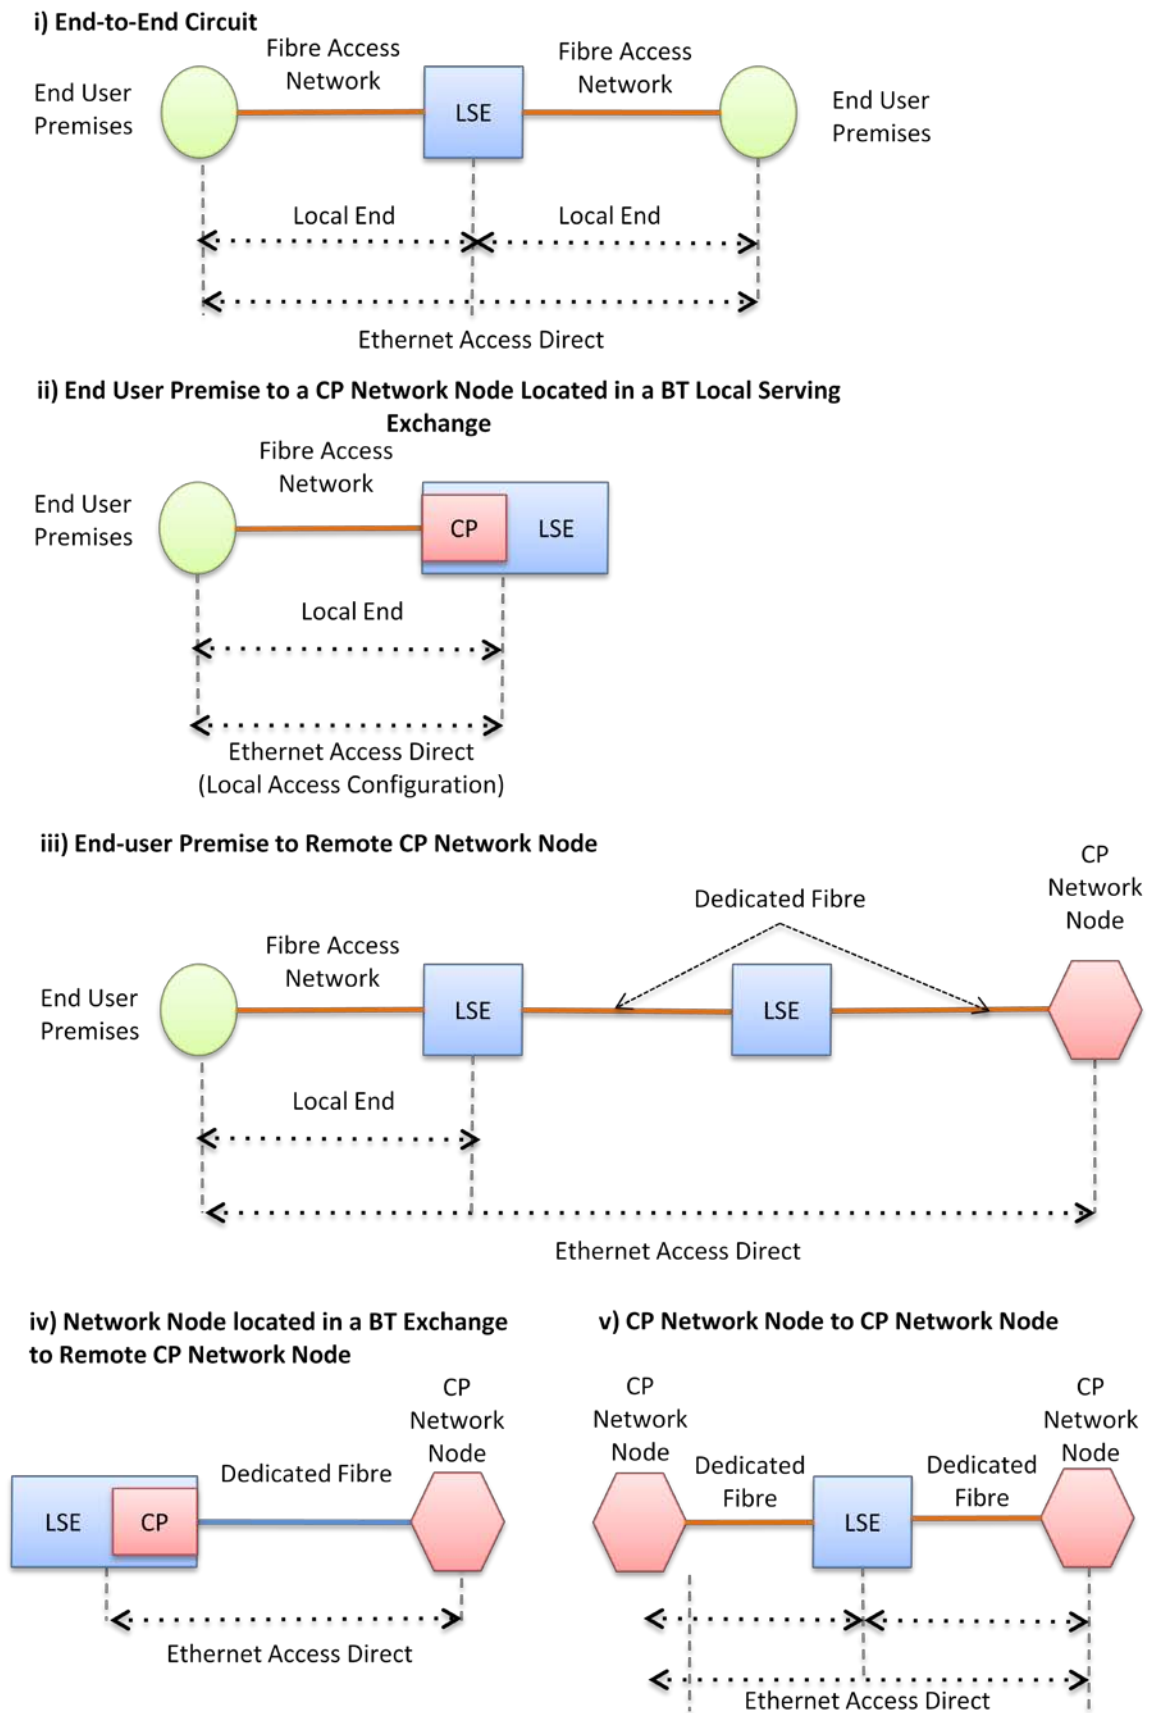 i) End-to-End Circuit
Fibre Access
Network
Fibre Access
Network
End User
Premises
LSE
End User
Premises
Local End
Local End
Ethernet Access Direct
ii) End User Premise to a CP Network Node Located in a BT Local Serving
Exchange
Fibre Access
Network
End User
Premises
CP
LSE
Local End
Ethernet Access Direct
(Local Access Configuration)
iii) End-user Premise to Remote CP Network Node
CP
Network
Node
Dedicated Fibre
Fibre Access
Network
End User
Premises
LSE
LSE
Local End
Ethernet Access Direct
iv) Network Node located in a BT Exchange
to Remote CP Network Node
CP
Network
Node
Dedicated Fibre
LSE
CP
Ethernet Access Direct
v) CP Network Node to CP Network Node
CP
Network
Node
CP
Network
Node
Dedicated
Fibre
Dedicated
Fibre
LSE
Ethernet Access Direct